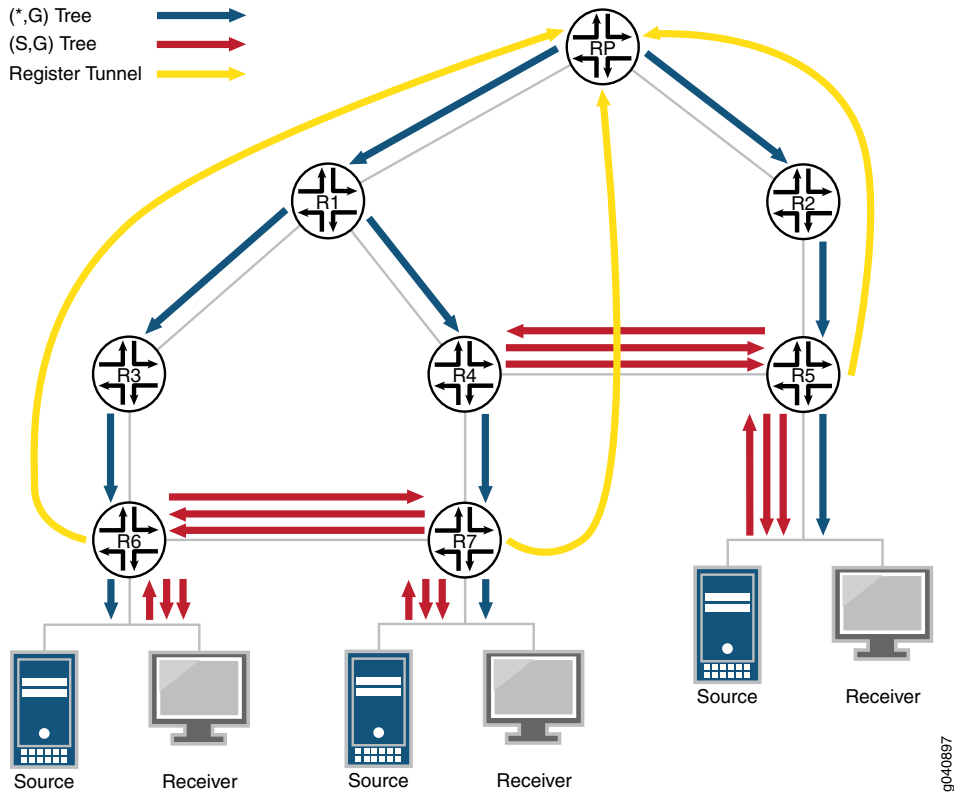 (*,G) Tree
(S,G) Tree
Register Tunnel
RP
R1
R2
R3
R4
R5
R6
R7
Source
Receiver
Source
Receiver
Source
Receiver
g040897